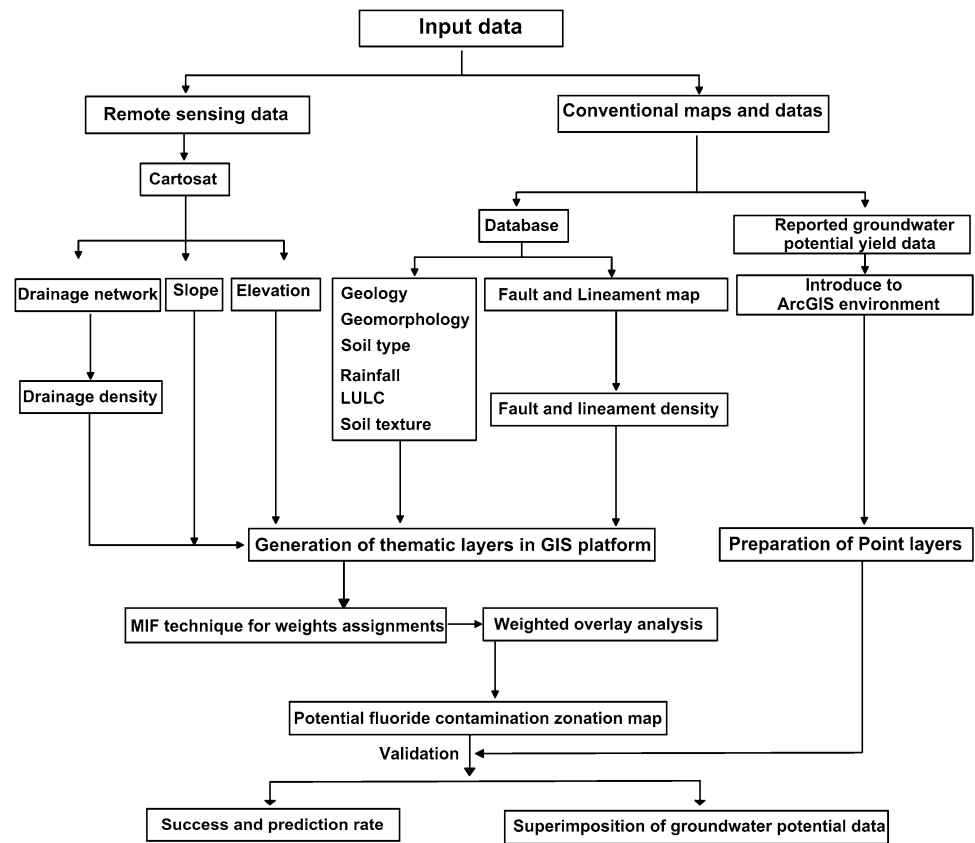 Input data
Remote sensing data
Conventional maps and datas
Cartosat
Database
Reported groundwater
potential yield data
Drainage network
Slope
Elevation
Geology
Geomorphology
Soil type
Rainfall
LULC
Soil texture
Fault and Lineament map
Introduce to
ArcGIS environment
Drainage density
Fault and lineament density
Generation of thematic layers in GIS platform
Preparation of Point layers
MIF technique for weights assignments
Weighted overlay analysis
Potential fluoride contamination zonation map
Validation
Success and prediction rate
Superimposition of groundwater potential data